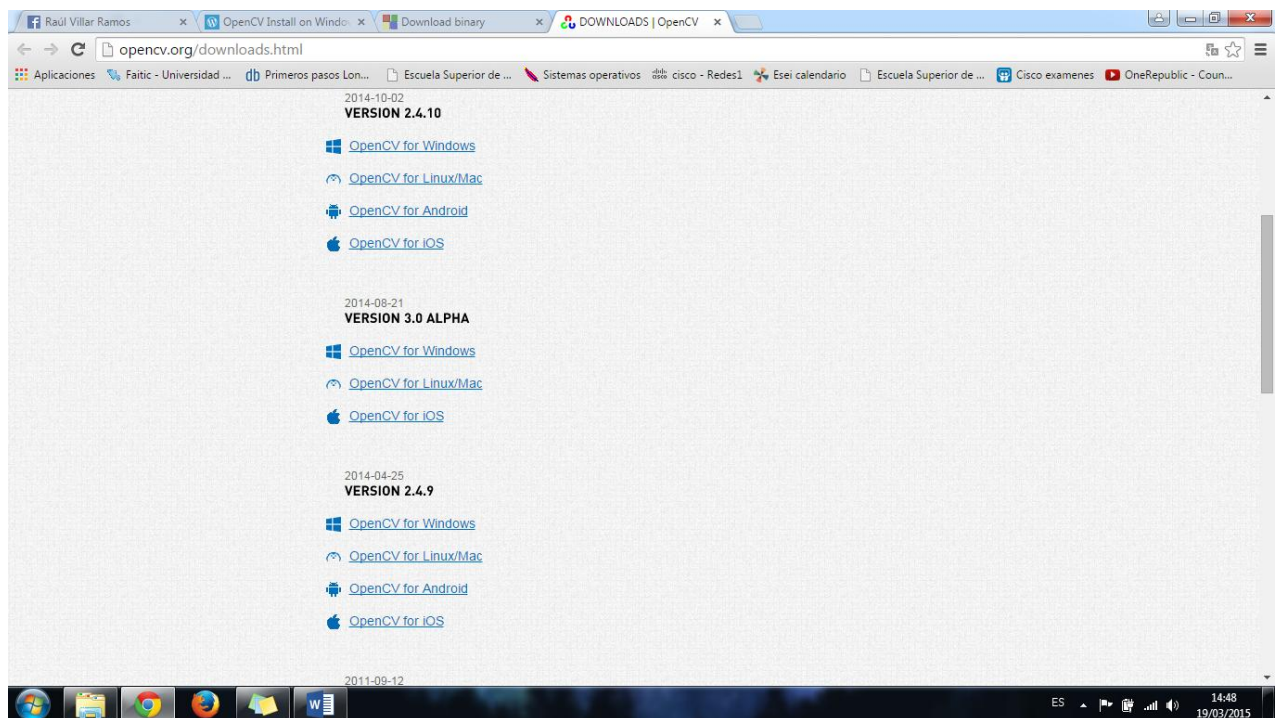 Raúl Villar Ramos
OpenCV Install on Windo
Download binary
DOWNLOADS | OpenCV
opencv.org/downloads.html
Aplicaciones
Faitic - Universidad ...
Primeros pasos Lon...
Escuela Superior de ...
Sistemas operativos
cisco - Redes1
Esei calendario
Escuela Superior de ...
Cisco examenes
OneRepublic - Coun...
2014-10-02
VERSION 2.4.10
OpenCV for Windows
OpenCV for Linux/Mac
OpenCV for Android
OpenCV for iOS
2014-08-21
VERSION 3.0 ALPHA
OpenCV for Windows
OpenCV for Linux/Mac
OpenCV for iOS
2014-04-25
VERSION 2.4.9
OpenCV for Windows
OpenCV for Linux/Mac
OpenCV for Android
OpenCV for iOS
2011-09-12
ES
14:48
19/03/2015